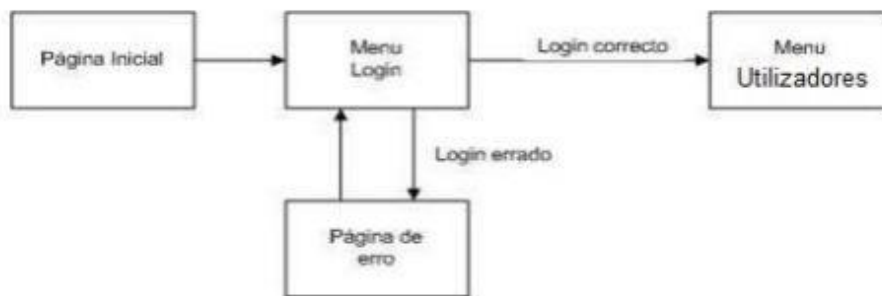 Página Inicial
Menu
Login
Login correcto
Menu
Utilizadores
Login errado
Página de
erro